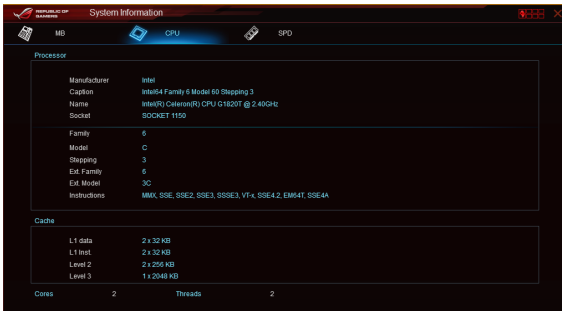 REPUBLIC OF GAMERS System Information
MB CPU SPD
Processor
Manufacturer Intel
Caption Intel64 Family 6 Model 60 Stepping 3
Name Intel(R) Celeron(R) CPU G1820T @ 2.40GHz
Socket SOCKET 1150
Family 6
Model C
Stepping 3
Ext. Family 6
Ext. Model 3C
Instructions MMX, SSE, SSE2, SSE3, SSSE3, VT-x, SSE4.2, EM64T, SSE4A
Cache
L1 data 2 x 32 KB
L1 Inst. 2 x 32 KB
Level 2 2 x 256 KB
Level 3 1 x 2048 KB
Cores 2 Threads 2